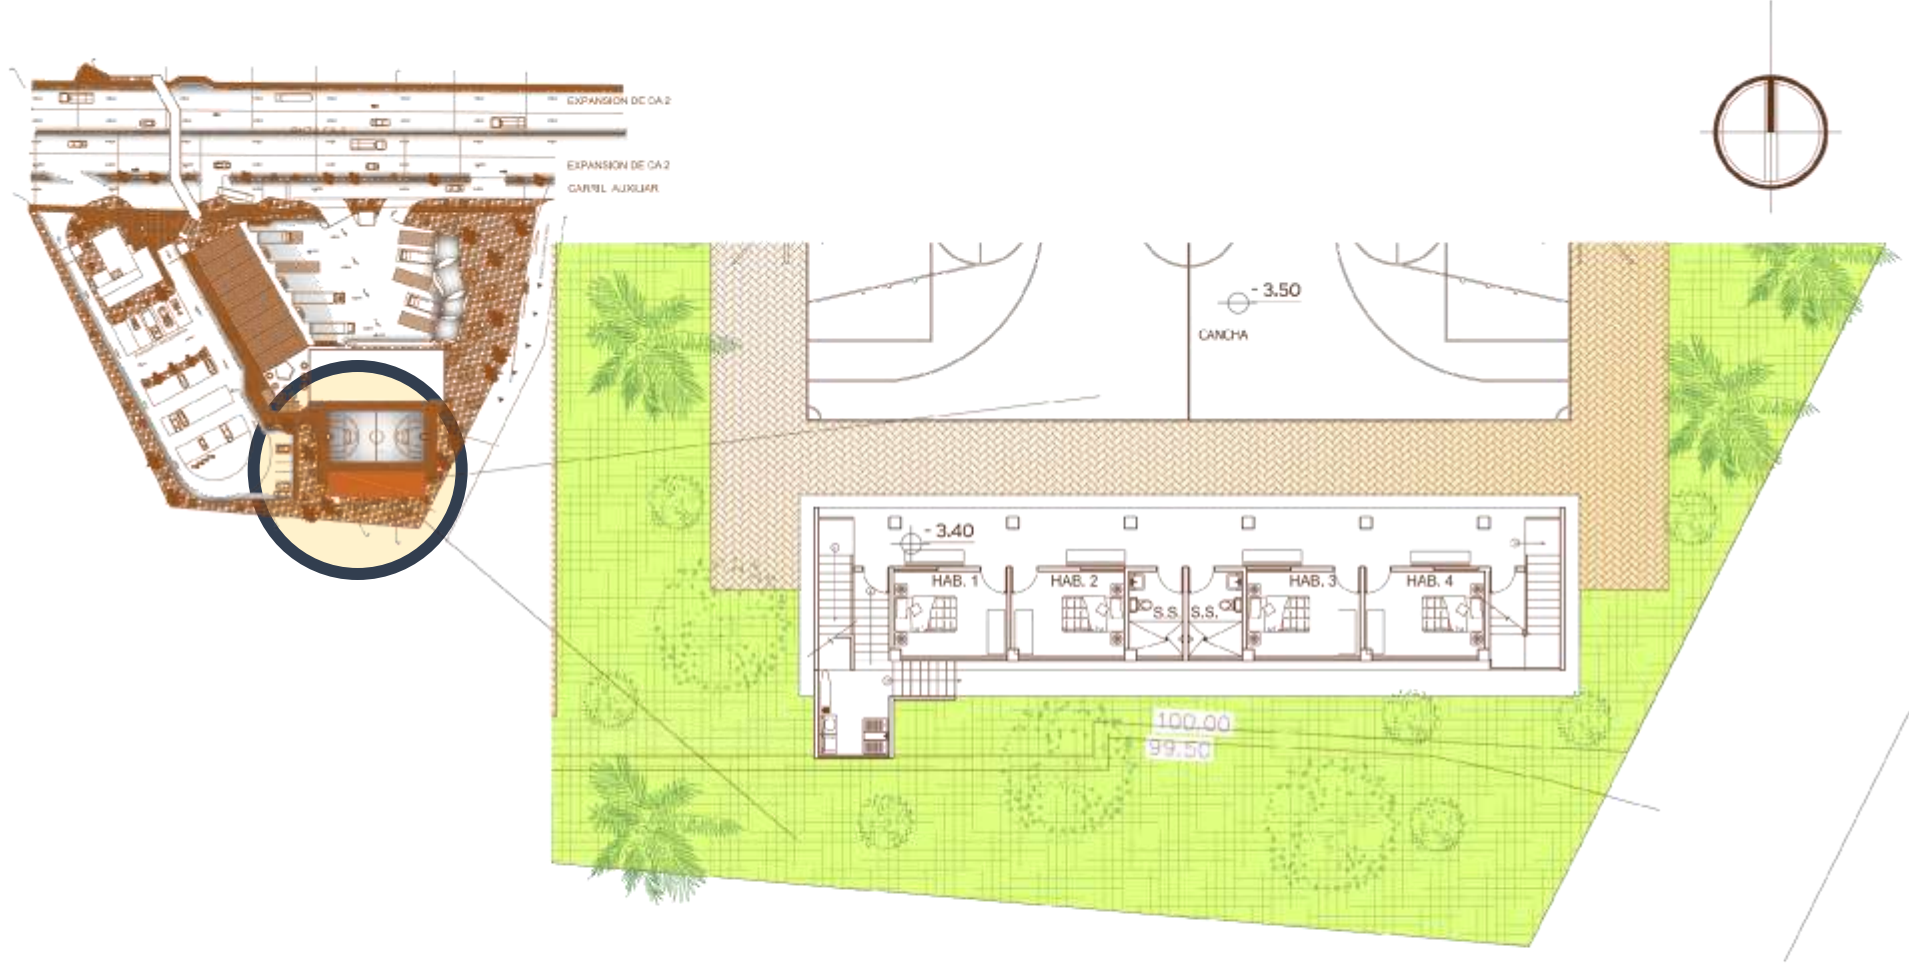 EXPANSION DE CA 2
EXPANSION DE CA 2
CARRIL AUXILIAR
- 3.50
CANCHA
- 3.40
HAB. 1
HAB. 2
HAB. 3
HAB. 4
S.S.
S.S.
100.00
99.50